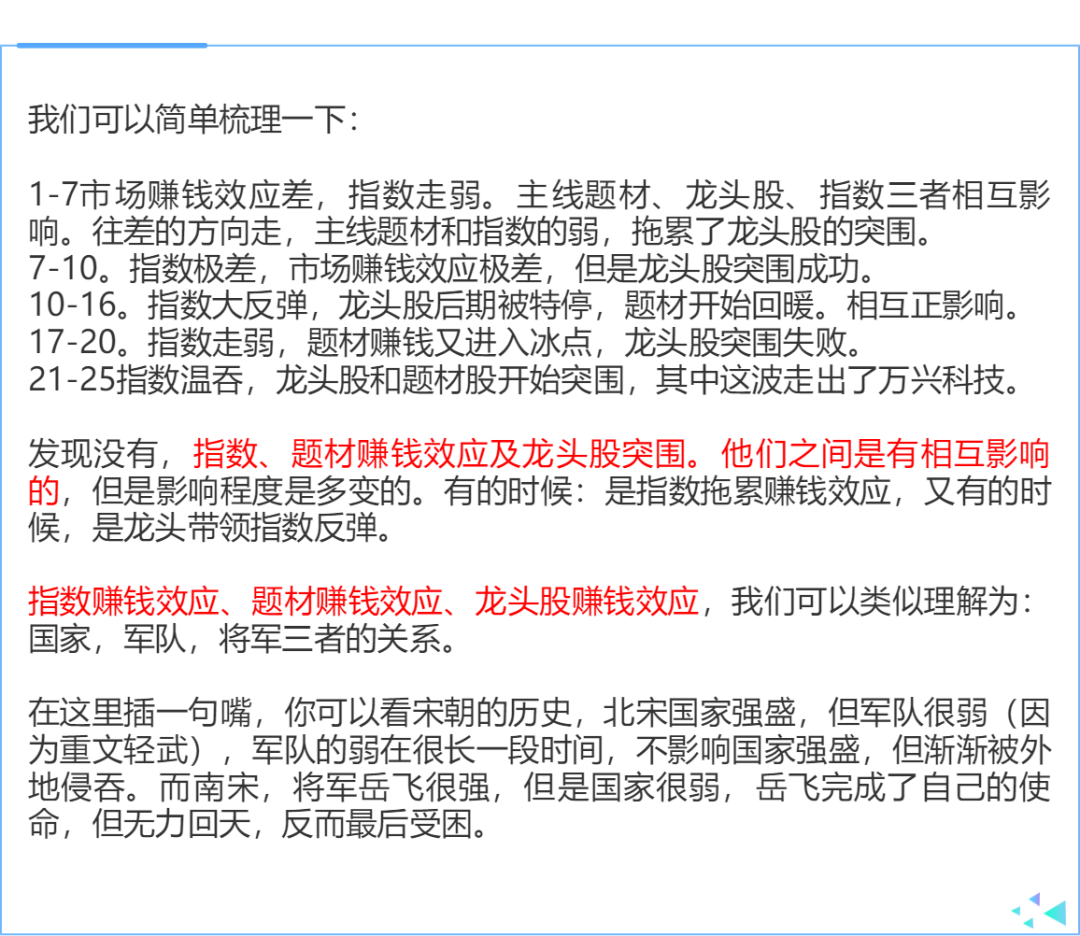 我们可以简单梳理一下：
1-7市场赚钱效应差，指数走弱。主线题材、龙头股、指数三者相互影
响。往差的方向走，主线题材和指数的弱，拖累了龙头股的突围。
7-10。指数极差，市场赚钱效应极差，但是龙头股突围成功。
10-16。指数大反弹，龙头股后期被特停，题材开始回暖。相互正影响。
17-20。指数走弱，题材赚钱又进入冰点，龙头股突围失败。
21-25指数温吞，龙头股和题材股开始突围，其中这波走出了万兴科技。
发现没有，指数、题材赚钱效应及龙头股突围。他们之间是有相互影响
的，但是影响程度是多变的。有的时候：是指数拖累赚钱效应，又有的时
候，是龙头带领指数反弹。
指数赚钱效应、题材赚钱效应、龙头股赚钱效应，我们可以类似理解为：
国家，军队，将军三者的关系。
在这里插一句嘴，你可以看宋朝的历史，北宋国家强盛，但军队很弱（因
为重文轻武），军队的弱在很长一段时间，不影响国家强盛，但渐渐被外
地侵吞。而南宋，将军岳飞很强，但是国家很弱，岳飞完成了自己的使
命，但无力回天，反而最后受困。